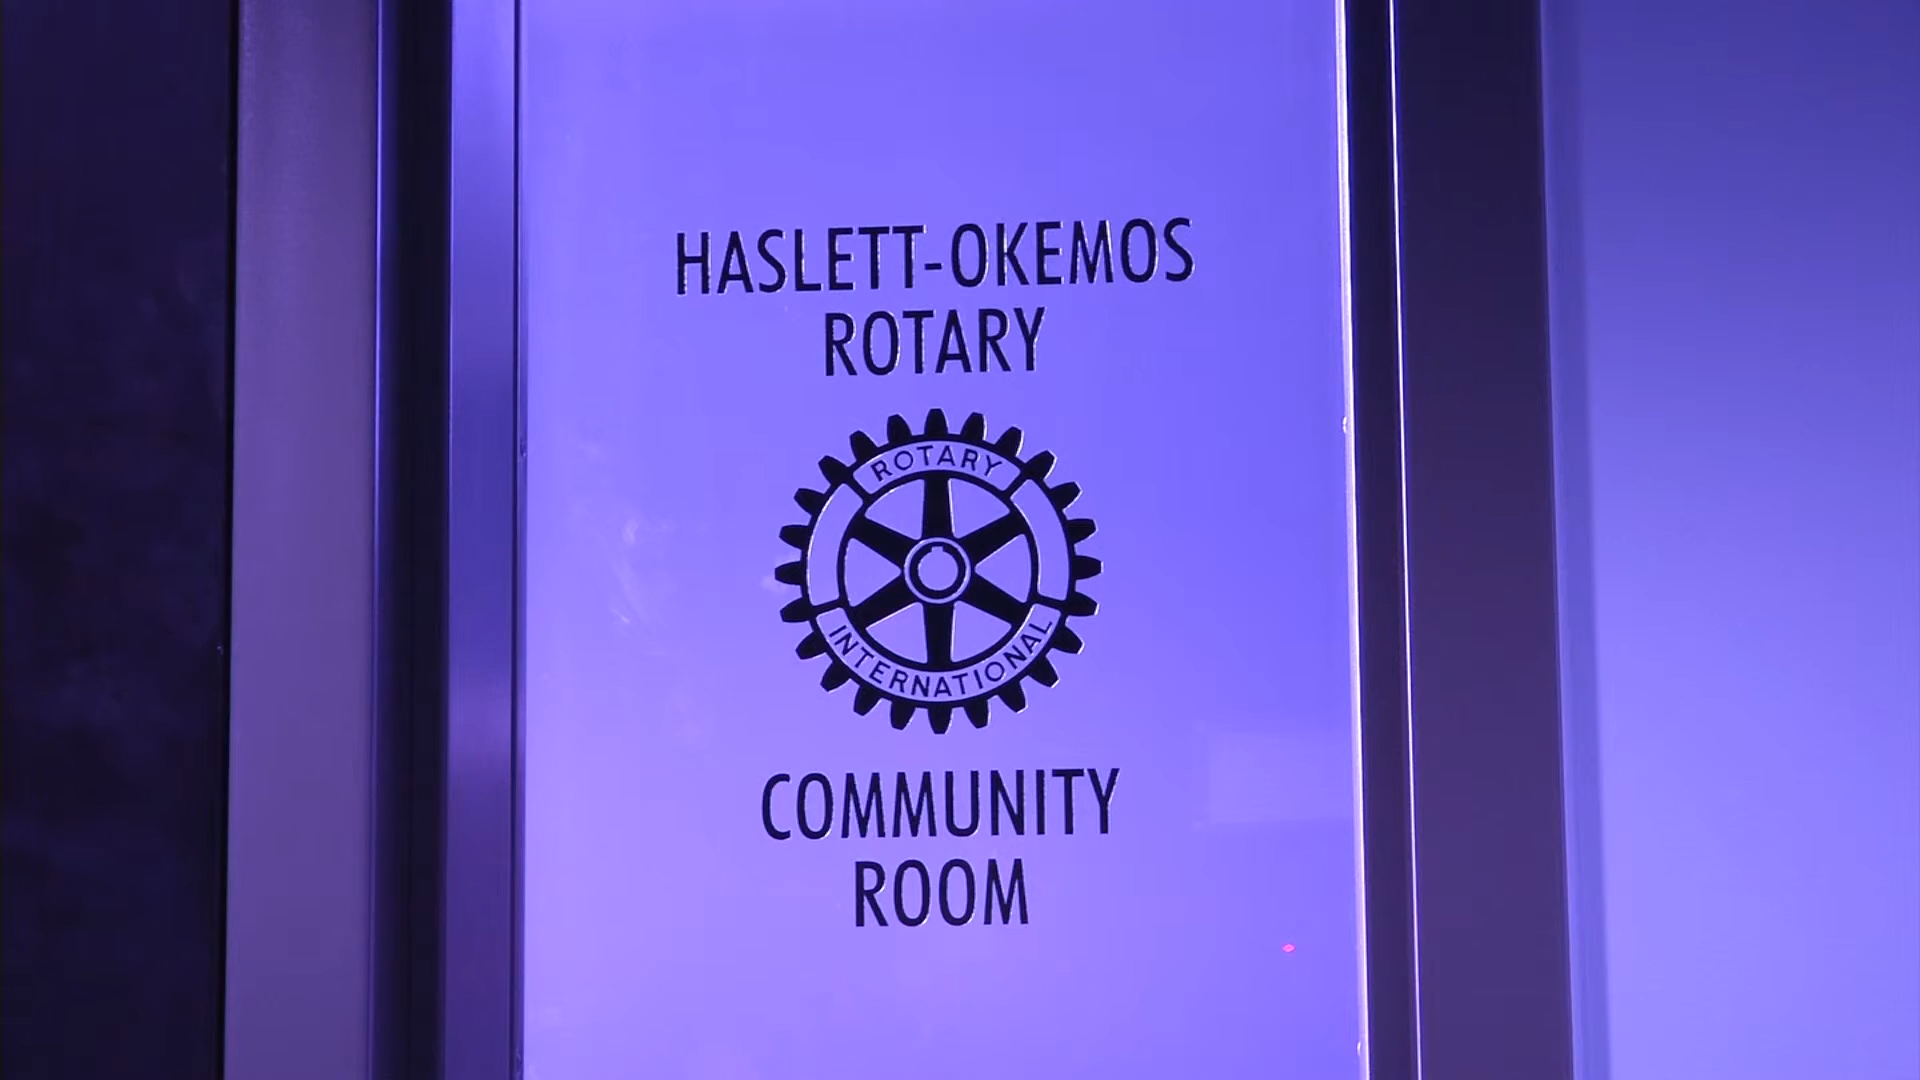 HASLETT-OKEMOS
ROTARY
ROTARY
INTERNATIONAL
COMMUNITY
ROOM